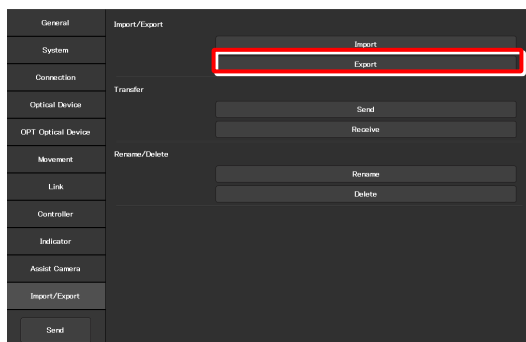 General
System
Connection
Optical Device
OPT Optical Device
Movement
Link
Controller
Indicator
Assist Camera
Import/Export
Send
Import/Export
Import
Export
Transfer
Send
Receive
Rename/Delete
Rename
Delete